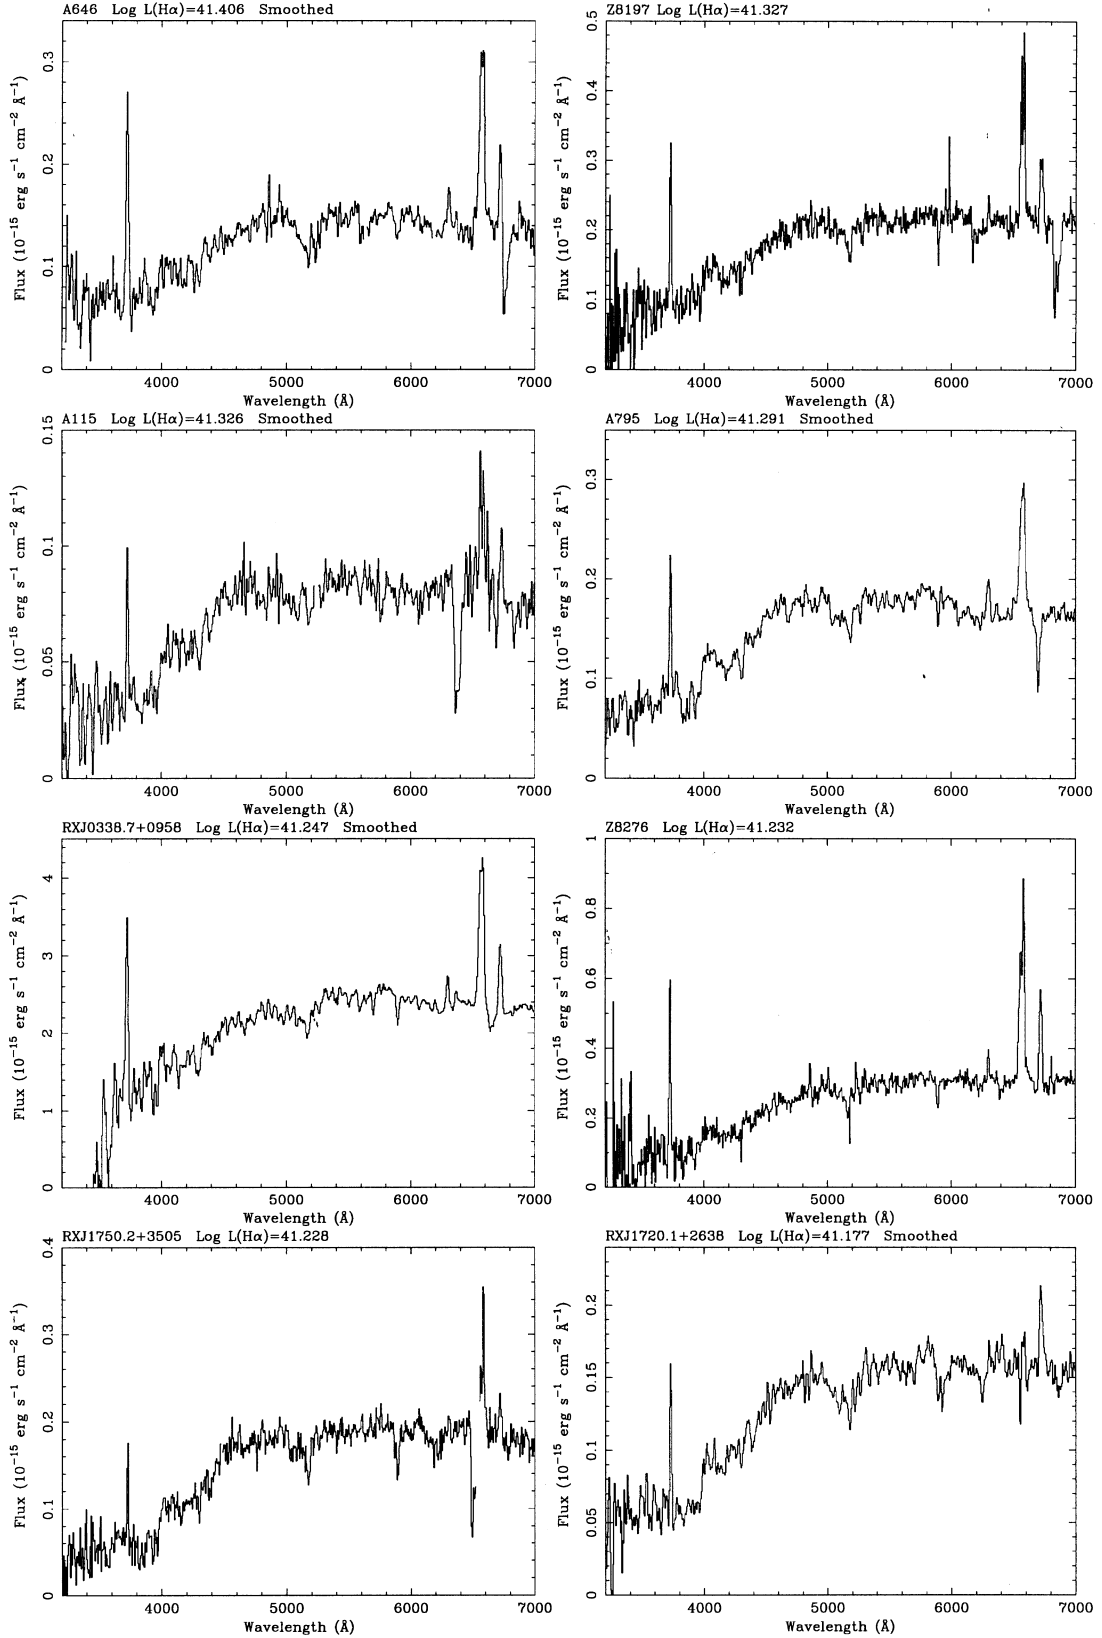 A646 Log L(Hα)=41.406 Smoothed
Flux (10⁻¹⁵ erg s⁻¹ cm⁻² Å⁻¹)
0.3
0.2
0.1
0
4000 5000 6000 7000
Wavelength (Å)
Z8197 Log L(Hα)=41.327
Flux (10⁻¹⁵ erg s⁻¹ cm⁻² Å⁻¹)
0.5
0.4
0.3
0.2
0.1
0
4000 5000 6000 7000
Wavelength (Å)
A115 Log L(Hα)=41.326 Smoothed
Flux (10⁻¹⁵ erg s⁻¹ cm⁻² Å⁻¹)
0.15
0.1
0.05
0
4000 5000 6000 7000
Wavelength (Å)
A795 Log L(Hα)=41.291 Smoothed
Flux (10⁻¹⁵ erg s⁻¹ cm⁻² Å⁻¹)
0.3
0.2
0.1
0
4000 5000 6000 7000
Wavelength (Å)
RXJ0338.7+0958 Log L(Hα)=41.247 Smoothed
Flux (10⁻¹⁵ erg s⁻¹ cm⁻² Å⁻¹)
4
3
2
1
0
4000 5000 6000 7000
Wavelength (Å)
Z8276 Log L(Hα)=41.232
Flux (10⁻¹⁵ erg s⁻¹ cm⁻² Å⁻¹)
1
0.8
0.6
0.4
0.2
0
4000 5000 6000 7000
Wavelength (Å)
RXJ1750.2+3505 Log L(Hα)=41.228
Flux (10⁻¹⁵ erg s⁻¹ cm⁻² Å⁻¹)
0.4
0.3
0.2
0.1
0
4000 5000 6000 7000
Wavelength (Å)
RXJ1720.1+2638 Log L(Hα)=41.177 Smoothed
Flux (10⁻¹⁵ erg s⁻¹ cm⁻² Å⁻¹)
0.2
0.15
0.1
0.05
0
4000 5000 6000 7000
Wavelength (Å)